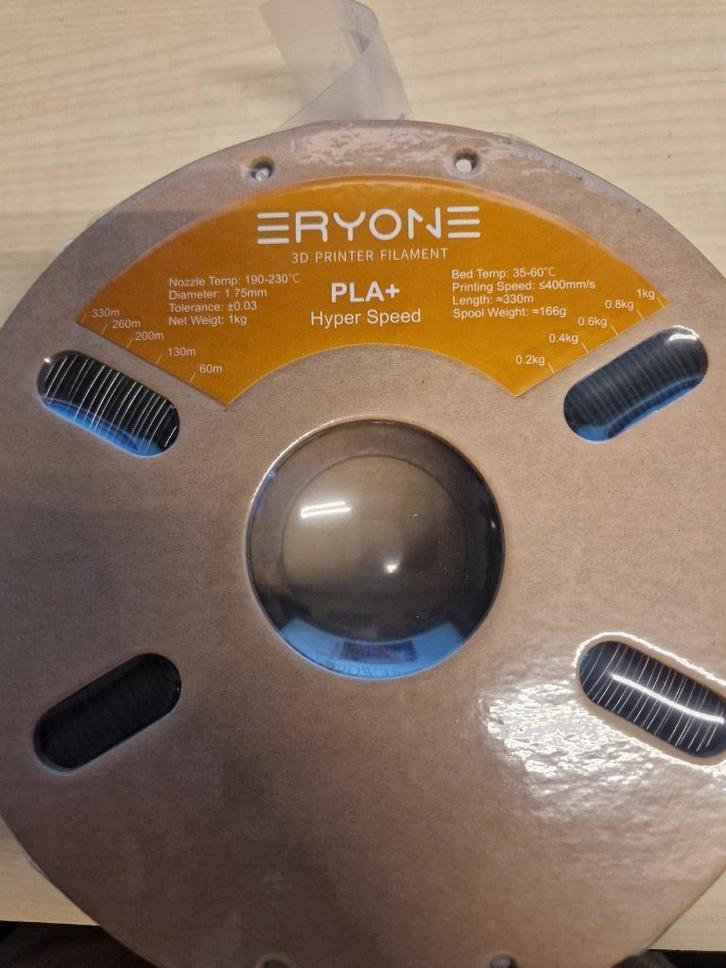 ERYONE
3D PRINTER FILAMENT
Nozzle Temp: 190-230℃
Diameter: 1.75mm
Tolerance: ±0.03
Net Weigt: 1kg
PLA+
Hyper Speed
Bed Temp: 35-60℃
Printing Speed: ≤400mm/s
Length: ≈330m
Spool Weight: ≈166g
330m
260m
200m
130m
60m
1kg
0.8kg
0.6kg
0.4kg
0.2kg